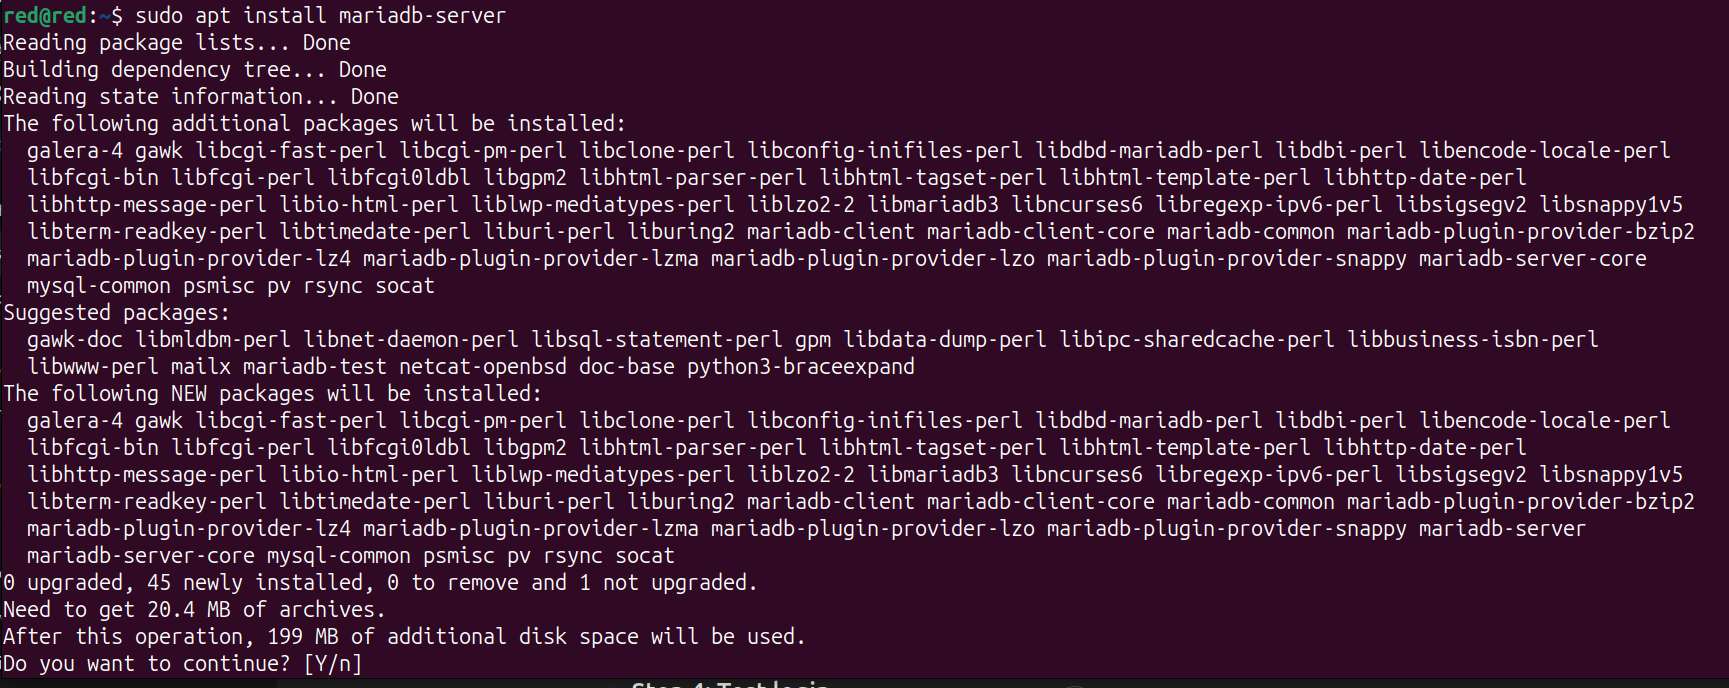 red@red:~$ sudo apt install mariadb-server
Reading package lists... Done
Building dependency tree... Done
Reading state information... Done
The following additional packages will be installed:
  galera-4 gawk libcgi-fast-perl libcgi-pm-perl libclone-perl libconfig-inifiles-perl libdbd-mariadb-perl libdbi-perl libencode-locale-perl
  libfcgi-bin libfcgi-perl libfcgi0ldbl libgpm2 libhtml-parser-perl libhtml-tagset-perl libhtml-template-perl libhttp-date-perl
  libhttp-message-perl libio-html-perl liblwp-mediatypes-perl liblzo2-2 libmariadb3 libncurses6 libregexp-ipv6-perl libsigsegv2 libsnappy1v5
  libterm-readkey-perl libtimedate-perl liburi-perl liburing2 mariadb-client mariadb-client-core mariadb-common mariadb-plugin-provider-bzip2
  mariadb-plugin-provider-lz4 mariadb-plugin-provider-lzma mariadb-plugin-provider-lzo mariadb-plugin-provider-snappy mariadb-server-core
  mysql-common psmisc pv rsync socat
Suggested packages:
  gawk-doc libmldbm-perl libnet-daemon-perl libsql-statement-perl gpm libdata-dump-perl libipc-sharedcache-perl libbusiness-isbn-perl
  libwww-perl mailx mariadb-test netcat-openbsd doc-base python3-braceexpand
The following NEW packages will be installed:
  galera-4 gawk libcgi-fast-perl libcgi-pm-perl libclone-perl libconfig-inifiles-perl libdbd-mariadb-perl libdbi-perl libencode-locale-perl
  libfcgi-bin libfcgi-perl libfcgi0ldbl libgpm2 libhtml-parser-perl libhtml-tagset-perl libhtml-template-perl libhttp-date-perl
  libhttp-message-perl libio-html-perl liblwp-mediatypes-perl liblzo2-2 libmariadb3 libncurses6 libregexp-ipv6-perl libsigsegv2 libsnappy1v5
  libterm-readkey-perl libtimedate-perl liburi-perl liburing2 mariadb-client mariadb-client-core mariadb-common mariadb-plugin-provider-bzip2
  mariadb-plugin-provider-lz4 mariadb-plugin-provider-lzma mariadb-plugin-provider-lzo mariadb-plugin-provider-snappy mariadb-server
  mariadb-server-core mysql-common psmisc pv rsync socat
0 upgraded, 45 newly installed, 0 to remove and 1 not upgraded.
Need to get 20.4 MB of archives.
After this operation, 199 MB of additional disk space will be used.
Do you want to continue? [Y/n]
Step 4: Test login